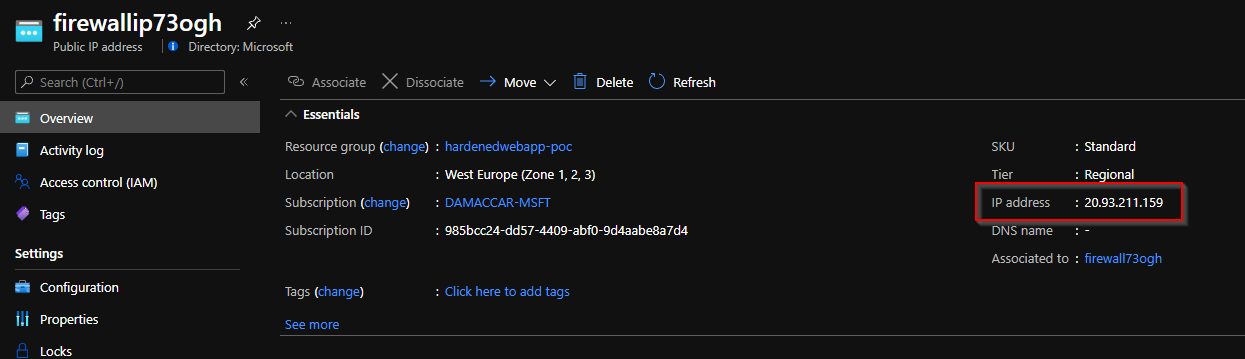 firewallip73ogh
Public IP address
Directory: Microsoft
Search (Ctrl+/)
Overview
Activity log
Access control (IAM)
Tags
Settings
Configuration
Properties
Locks
Associate Dissociate Move Delete Refresh
Essentials
Resource group (change) : hardenedwebapp-poc
Location : West Europe (Zone 1, 2, 3)
Subscription (change) : DAMACCAR-MSFT
Subscription ID : 985bcc24-dd57-4409-abf0-9d4aabe8a7d4
Tags (change) : Click here to add tags
See more
SKU : Standard
Tier : Regional
IP address : 20.93.211.159
DNS name : -
Associated to : firewall73ogh